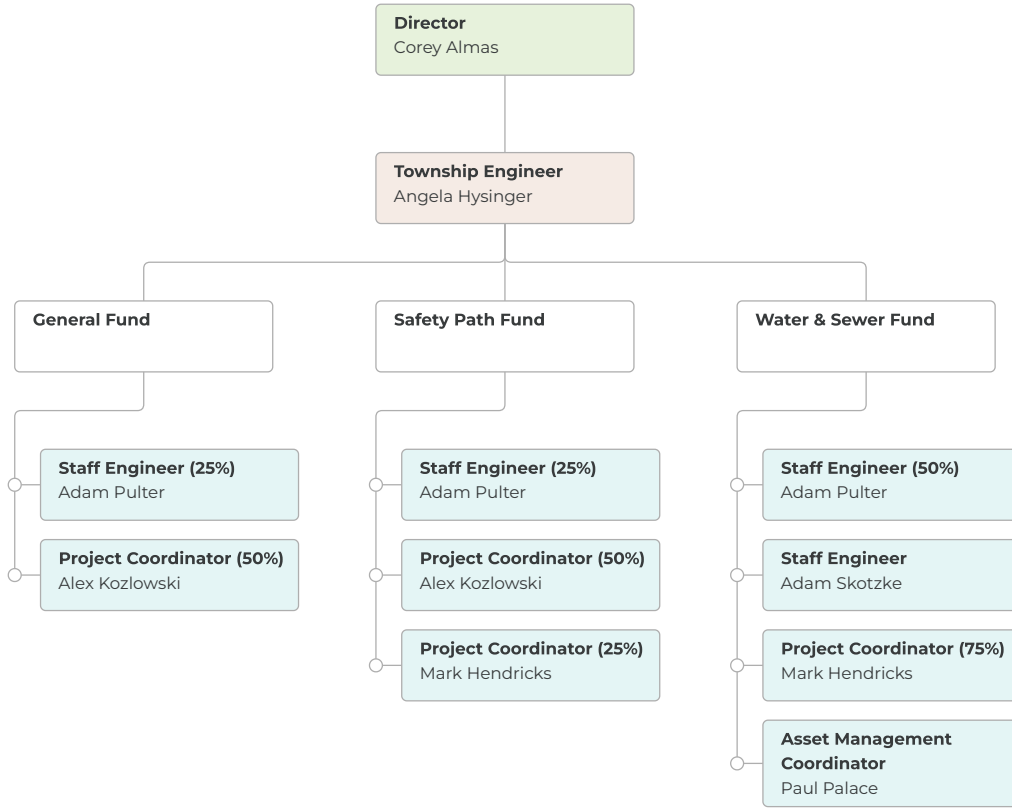 Director
Corey Almas
Township Engineer
Angela Hysinger
General Fund
Staff Engineer (25%)
Adam Pulter
Project Coordinator (50%)
Alex Kozlowski
Safety Path Fund
Staff Engineer (25%)
Adam Pulter
Project Coordinator (50%)
Alex Kozlowski
Project Coordinator (25%)
Mark Hendricks
Water & Sewer Fund
Staff Engineer (50%)
Adam Pulter
Staff Engineer
Adam Skotzke
Project Coordinator (75%)
Mark Hendricks
Asset Management
Coordinator
Paul Palace